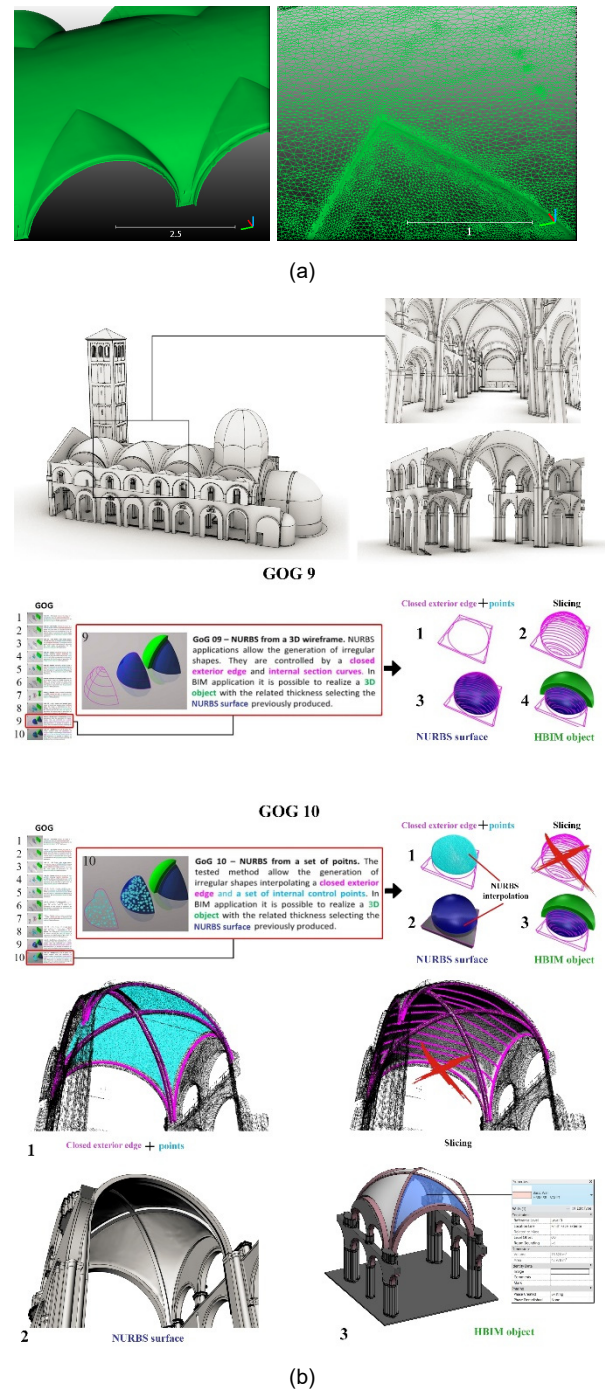 2.5
1
(a)
GOG 9
GOG
1
2
3
4
5
6
7
8
9
10
9
GoG 09 – NURBS from a 3D wireframe. NURBS
applications allow the generation of irregular
shapes. They are controlled by a closed
exterior edge and internal section curves. In
BIM application it is possible to realize a 3D
object with the related thickness selecting the
NURBS surface previously produced.
Closed exterior edge + points
Slicing
1
2
3
4
NURBS surface
HBIM object
GOG 10
GOG
1
2
3
4
5
6
7
8
9
10
10
GoG 10 – NURBS from a set of poitns. The
tested method allow the generation of
irregular shapes interpolating a closed exterior
edge and a set of internal control points. In
BIM application it is possible to realize a 3D
object with the related thickness selecting the
NURBS surface previously produced.
Closed exterior edge + points
Slicing
1
NURBS
interpolation
2
3
NURBS surface
HBIM object
1
Closed exterior edge + points
Slicing
2
NURBS surface
3
HBIM object
(b)